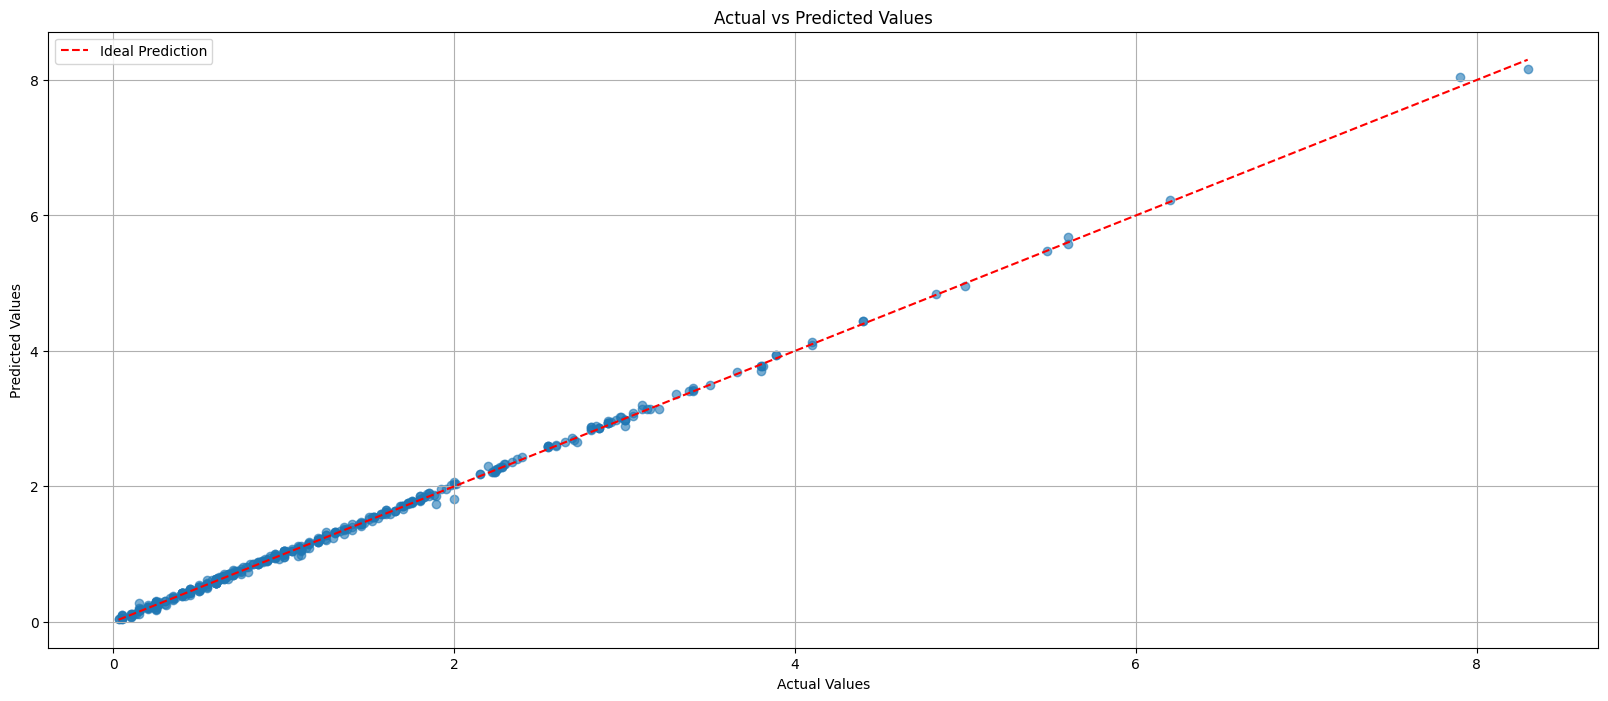 Actual vs Predicted Values
Ideal Prediction
8
6
4
2
0
Predicted Values
0 2 4 6 8
Actual Values